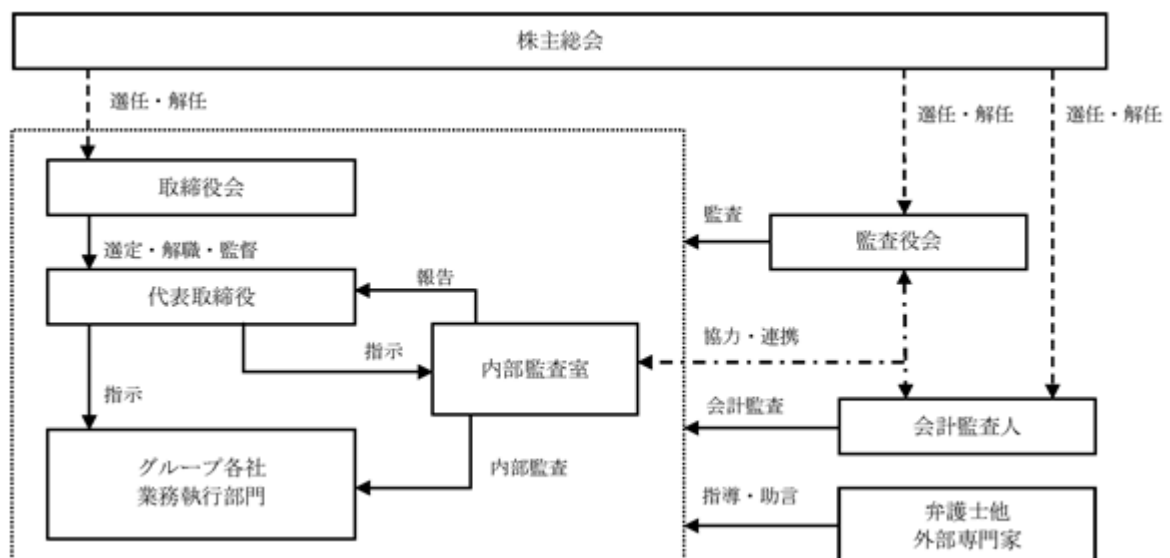 株主総会
選任・解任
選任・解任
選任・解任
取締役会
監査
監査役会
選定・解職・監督
報告
代表取締役
協力・連携
指示
内部監査室
指示
会計監査
会計監査人
グループ各社
業務執行部門
内部監査
指導・助言
弁護士他
外部専門家